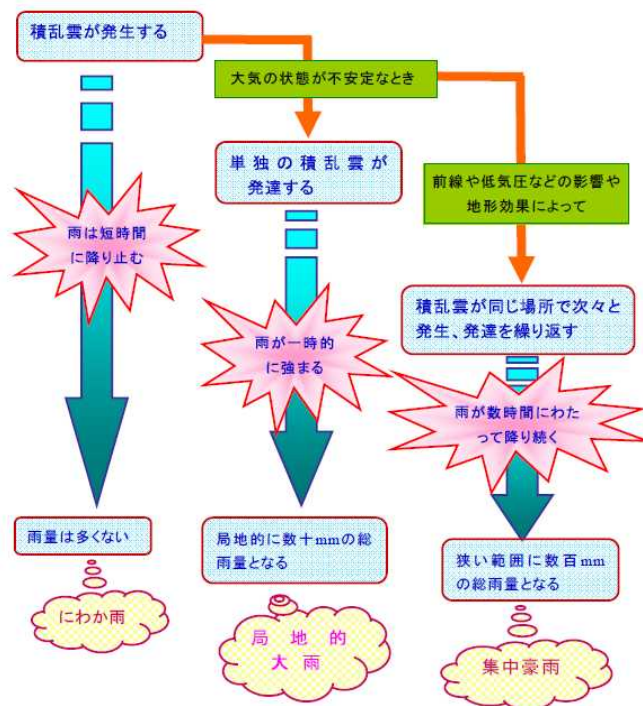 積乱雲が発生する
大気の状態が不安定なとき
単独の積乱雲が
発達する
前線や低気圧などの影響や
地形効果によって
雨は短時間
に降り止む
積乱雲が同じ場所で次々と
発生、発達を繰り返す
雨が一時的
に強まる
雨が数時間にわた
って降り続く
雨量は多くない
局地的に数十mmの総
雨量となる
狭い範囲に数百mm
の総雨量となる
にわか雨
局地的
大雨
集中豪雨